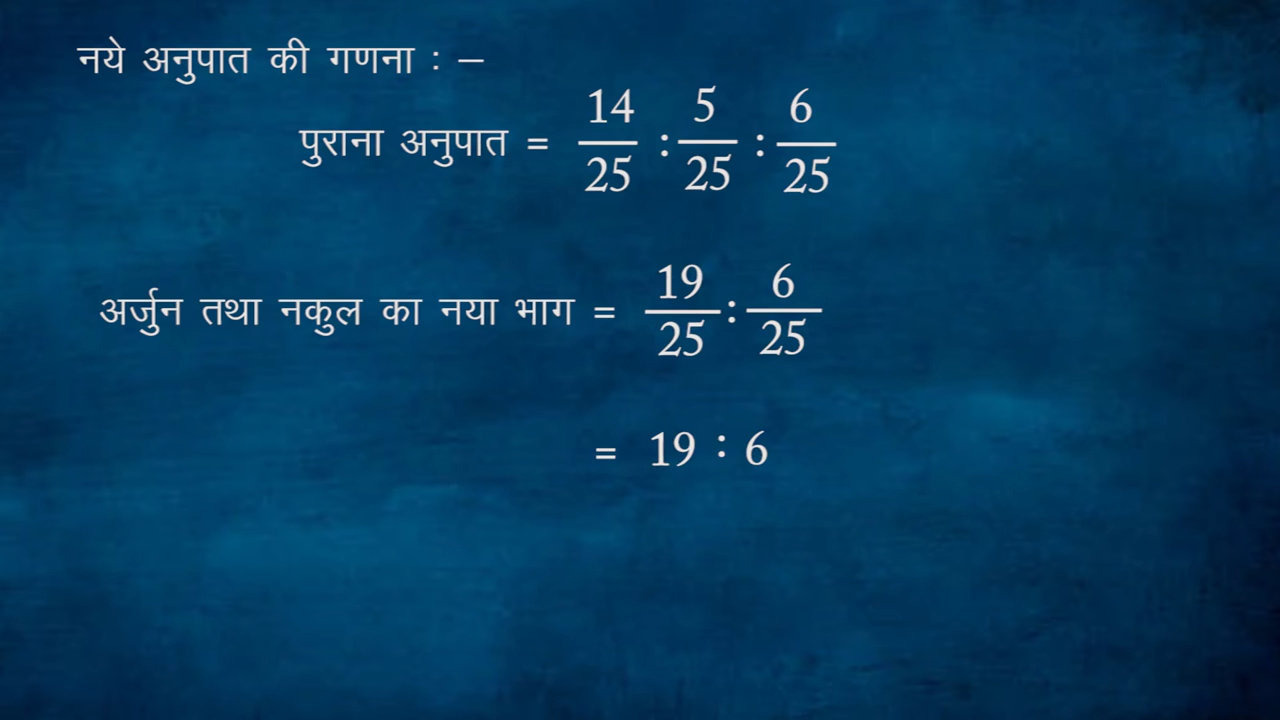 नये अनुपात की गणना : –
पुराना अनुपात = 14/25 : 5/25 : 6/25
अर्जुन तथा नकुल का नया भाग = 19/25 : 6/25
= 19 : 6